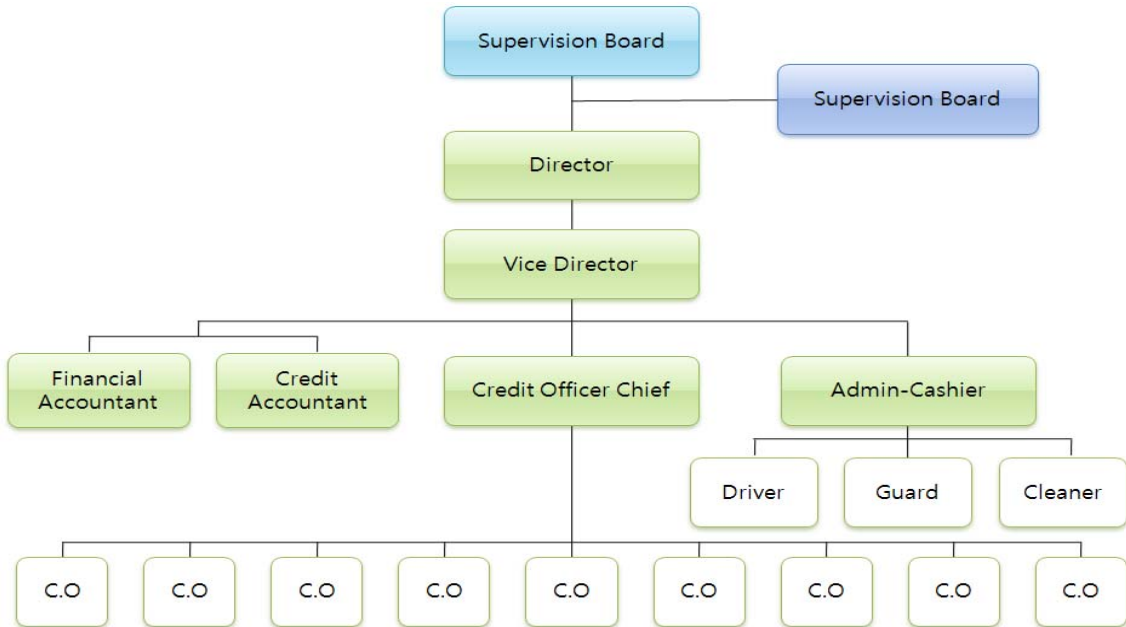 Supervision Board
Supervision Board
Director
Vice Director
Financial
Accountant
Credit
Accountant
Credit Officer Chief
Admin-Cashier
Driver
Guard
Cleaner
C.O
C.O
C.O
C.O
C.O
C.O
C.O
C.O
C.O